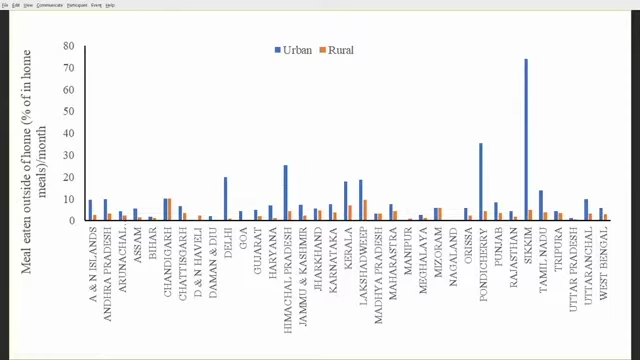 File Edit View Communicate Participant Event Help
Urban Rural
Meal eaten outside of home (% of in home meals)/month
80
70
60
50
40
30
20
10
0
A & N ISLANDS
ANDHRA PRADESH
ARUNACHAL.
ASSAM
BIHAR
CHANDIGARH
CHATTISGARH
D & N HAVELI
DAMAN & DIU
DELHI
GOA
GUJARAT
HARYANA
HIMACHAL PRADESH
JAMMU & KASHMIR
JHARKHAND
KARNATAKA
KERALA
LAKSHADWEEP
MADHYA PRADESH
MAHARASTRA
MANIPUR
MEGHALAYA
MIZORAM
NAGALAND
ORISSA
PONDICHERRY
PUNJAB
RAJASTHAN
SIKKIM
TAMIL NADU
TRIPURA
UTTAR PRADESH
UTTARANCHAL
WEST BENGAL